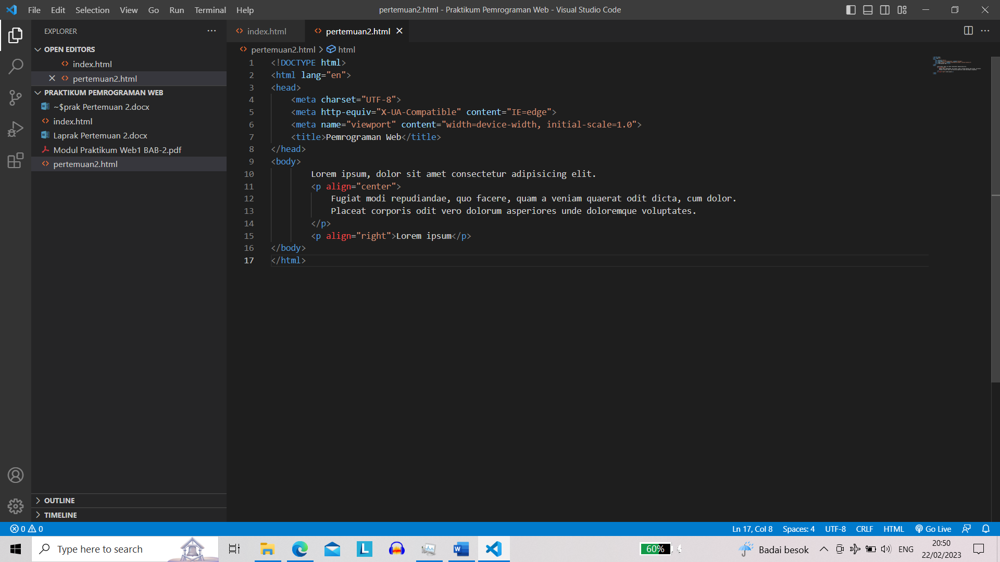 File Edit Selection View Go Run Terminal Help
pertemuan2.html - Praktikum Pemrograman Web - Visual Studio Code
EXPLORER
OPEN EDITORS
index.html
pertemuan2.html
PRAKTIKUM PEMROGRAMAN WEB
~$prak Pertemuan 2.docx
index.html
Laprak Pertemuan 2.docx
Modul Praktikum Web1 BAB-2.pdf
pertemuan2.html
OUTLINE
TIMELINE
index.html
pertemuan2.html
pertemuan2.html > html
1 <!DOCTYPE html>
2 <html lang="en">
3 <head>
4 <meta charset="UTF-8">
5 <meta http-equiv="X-UA-Compatible" content="IE=edge">
6 <meta name="viewport" content="width=device-width, initial-scale=1.0">
7 <title>Pemrograman Web</title>
8 </head>
9 <body>
10 Lorem ipsum, dolor sit amet consectetur adipisicing elit.
11 <p align="center">
12 Fugiat modi repudiandae, quo facere, quam a veniam quaerat odit dicta, cum dolor.
13 Placeat corporis odit vero dolorum asperiores unde doloremque voluptates.
14 </p>
15 <p align="right">Lorem ipsum</p>
16 </body>
17 </html>
0 0
Ln 17, Col 8 Spaces: 4 UTF-8 CRLF HTML Go Live
Type here to search
L
60%
Badai besok
ENG
20:50
22/02/2023